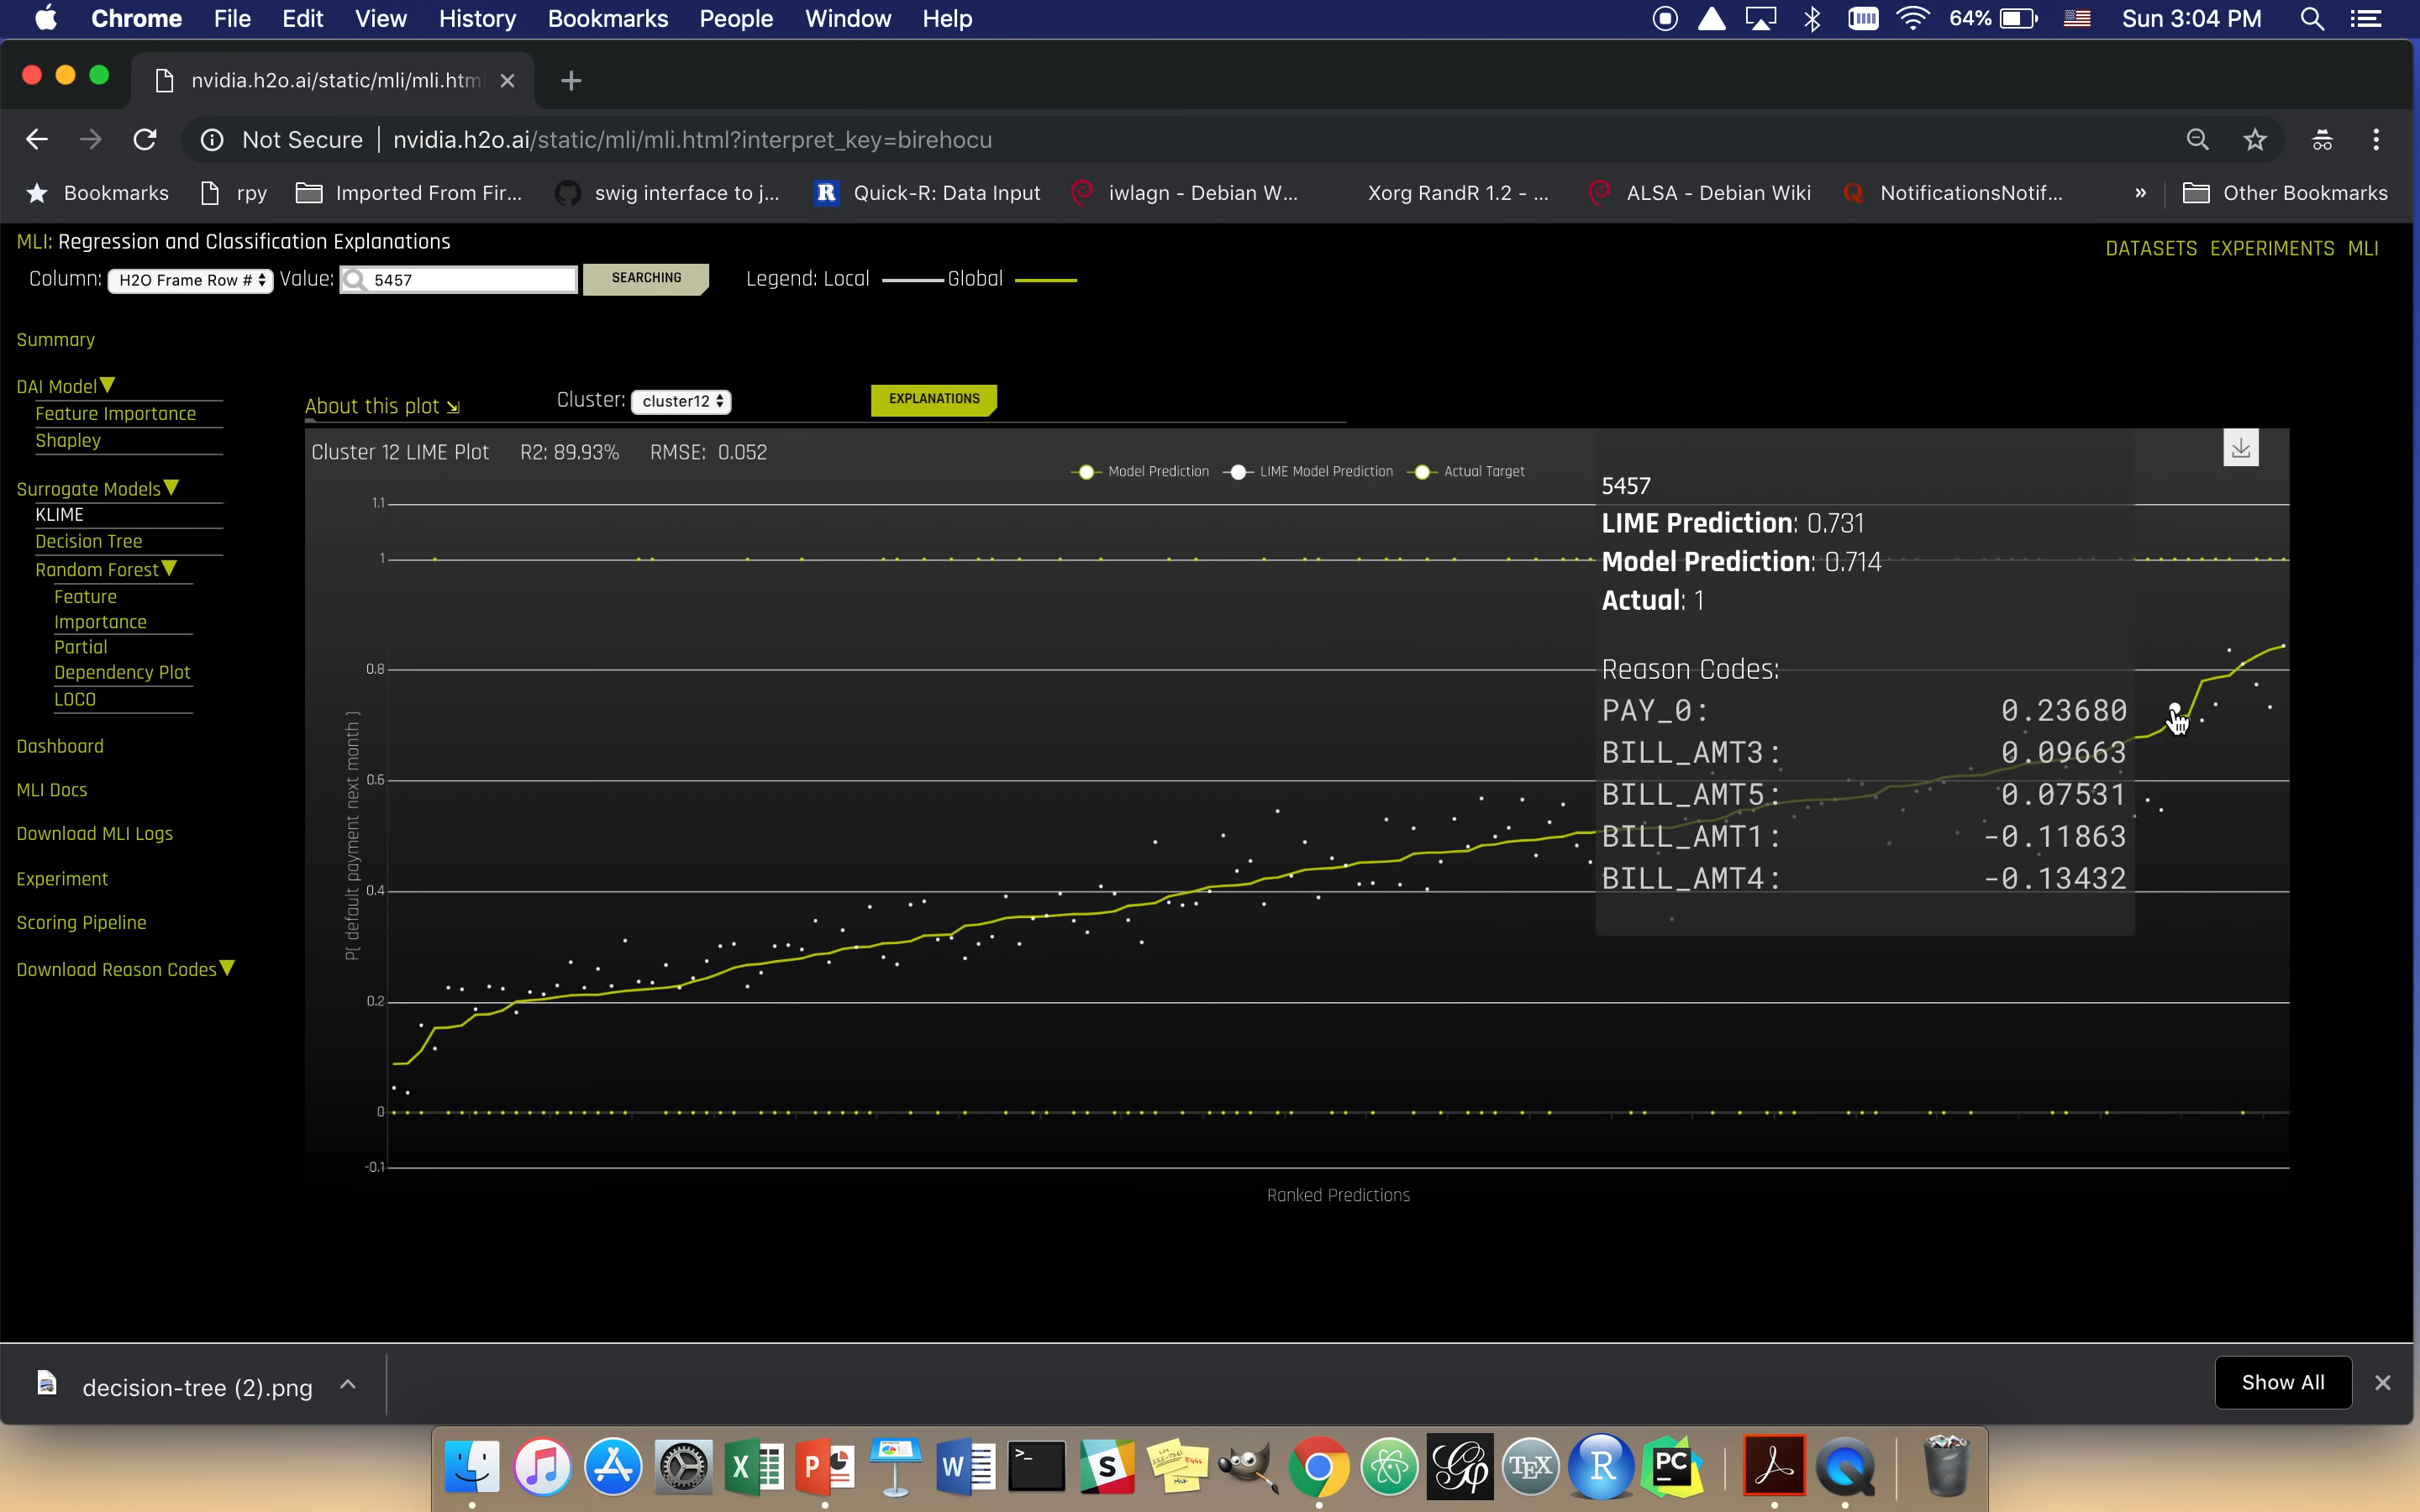 Chrome File Edit View History Bookmarks People Window Help 64% Sun 3:04 PM
nvidia.h2o.ai/static/mli/mli.htm
Not Secure | nvidia.h2o.ai/static/mli/mli.html?interpret_key=birehocu
Bookmarks rpy Imported From Fir... swig interface to j... R Quick-R: Data Input iwlagn - Debian W... Xorg RandR 1.2 - ... ALSA - Debian Wiki NotificationsNotif... » Other Bookmarks
MLI: Regression and Classification Explanations
DATASETS EXPERIMENTS MLI
Column: H2O Frame Row # Value: 5457 SEARCHING Legend: Local Global
Summary
DAI Model
Feature Importance
Shapley
Surrogate Models
KLIME
Decision Tree
Random Forest
Feature
Importance
Partial
Dependency Plot
LOCO
Dashboard
MLI Docs
Download MLI Logs
Experiment
Scoring Pipeline
Download Reason Codes
About this plot Cluster: cluster12 EXPLANATIONS
Cluster 12 LIME Plot R2: 89.93% RMSE: 0.052
Model Prediction LIME Model Prediction Actual Target
1.1
1
0.8
0.6
0.4
0.2
0
-0.1
P( default payment next month )
Ranked Predictions
5457
LIME Prediction: 0.731
Model Prediction: 0.714
Actual: 1
Reason Codes:
PAY_0: 0.23680
BILL_AMT3: 0.09663
BILL_AMT5: 0.07531
BILL_AMT1: -0.11863
BILL_AMT4: -0.13432
decision-tree (2).png
Show All
X P W >_ S TEX R PC